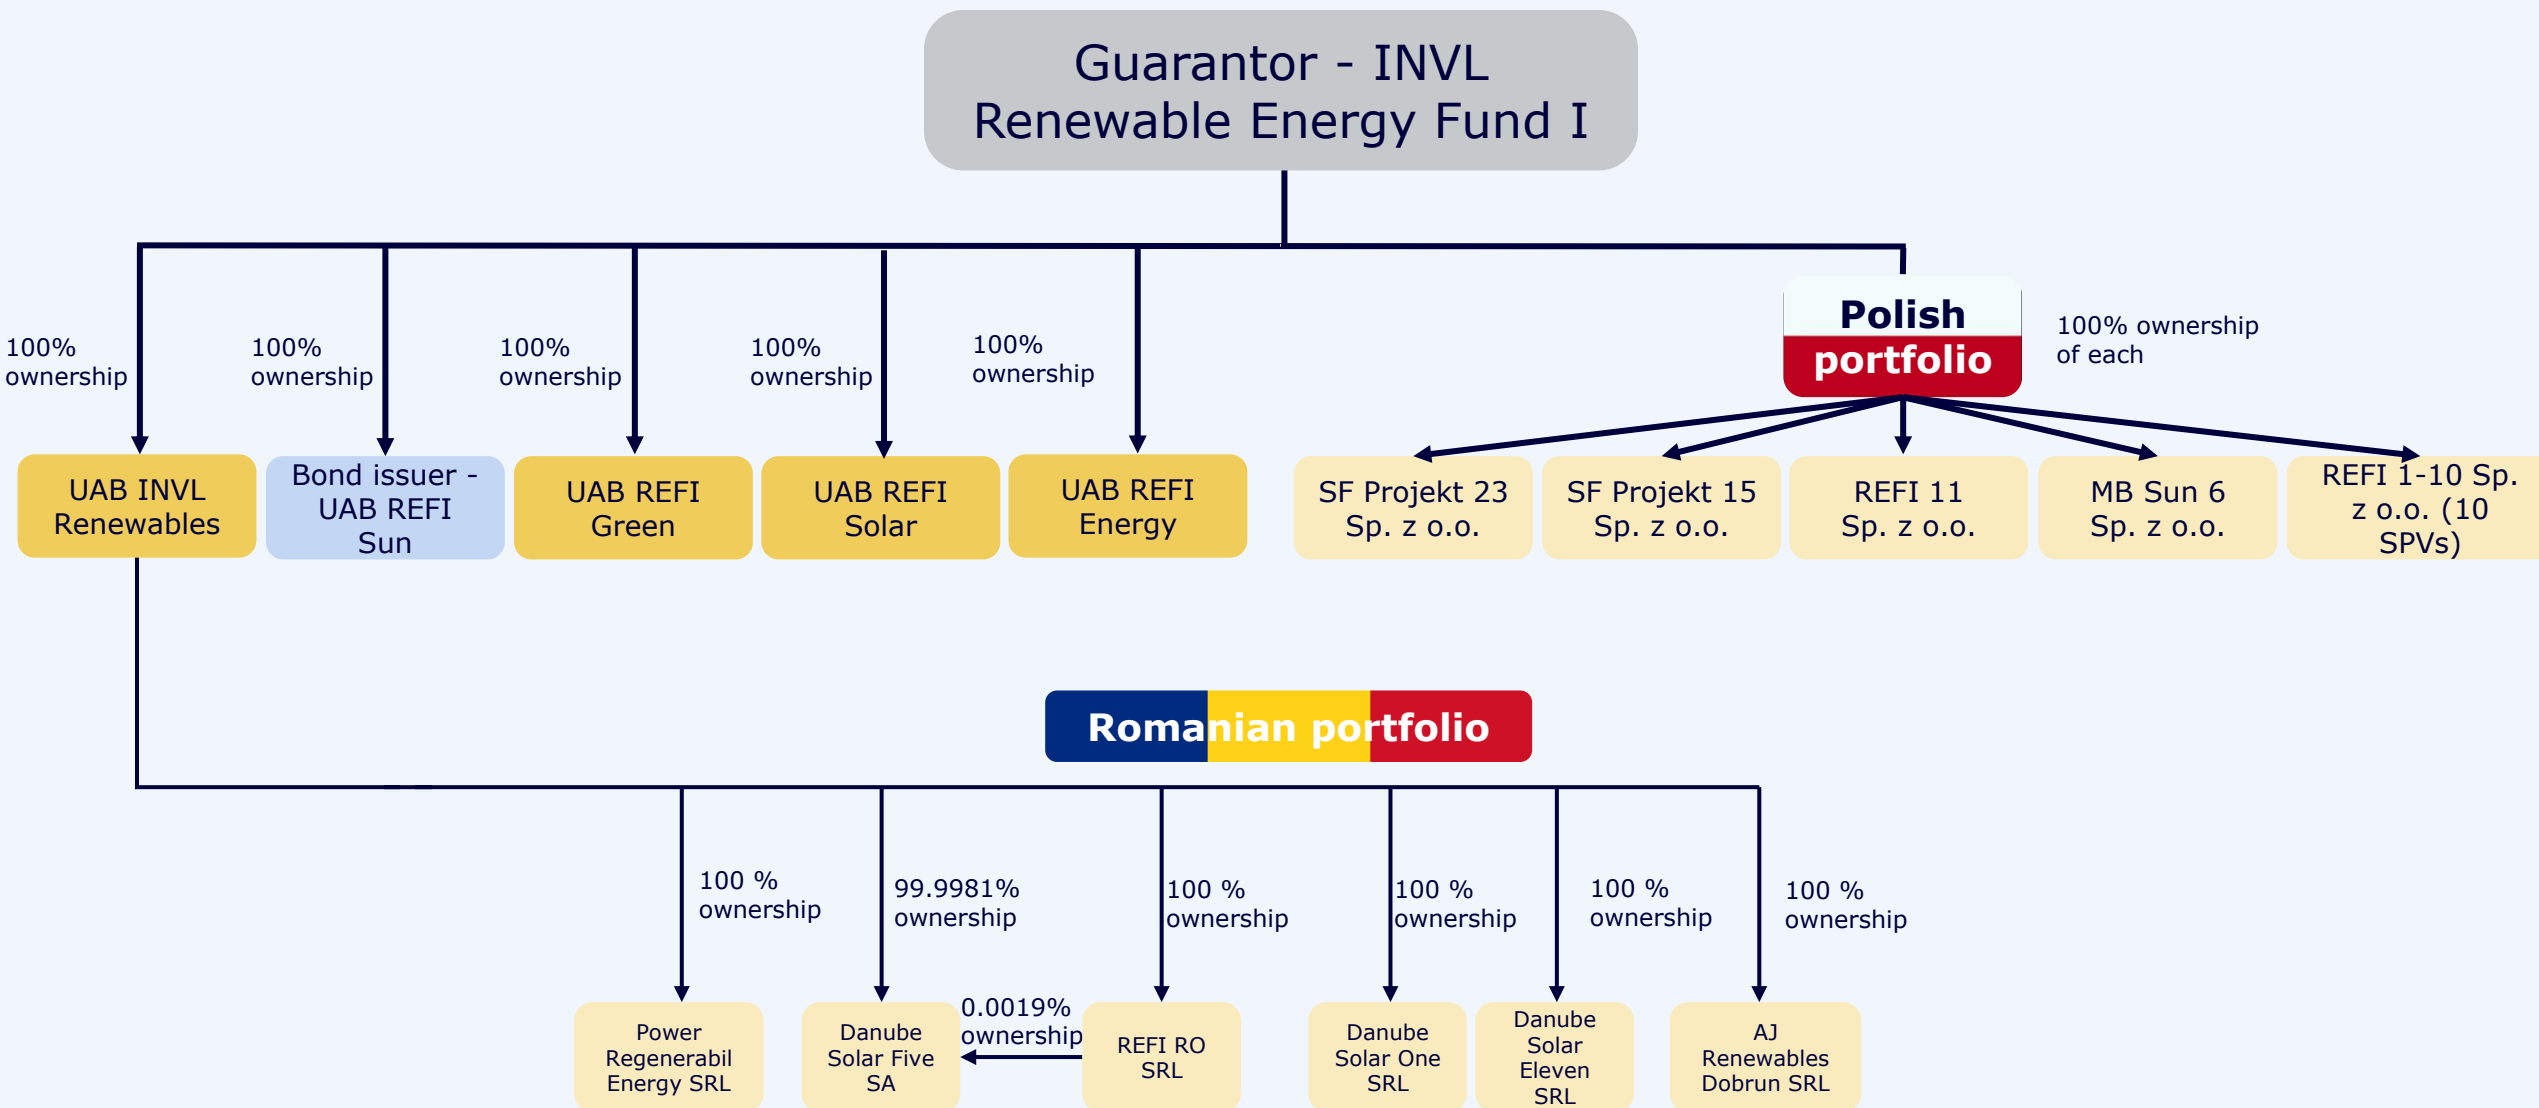 Guarantor - INVL
Renewable Energy Fund I
100%
ownership
100%
ownership
100%
ownership
100%
ownership
100%
ownership
Polish
portfolio
100% ownership
of each
UAB INVL
Renewables
Bond issuer -
UAB REFI
Sun
UAB REFI
Green
UAB REFI
Solar
UAB REFI
Energy
SF Projekt 23
Sp. z o.o.
SF Projekt 15
Sp. z o.o.
REFI 11
Sp. z o.o.
MB Sun 6
Sp. z o.o.
REFI 1-10 Sp.
z o.o. (10
SPVs)
Romanian portfolio
100 %
ownership
99.9981%
ownership
100 %
ownership
100 %
ownership
100 %
ownership
100 %
ownership
Power
Regenerabil
Energy SRL
Danube
Solar Five
SA
0.0019%
ownership
REFI RO
SRL
Danube
Solar One
SRL
Danube
Solar
Eleven
SRL
AJ
Renewables
Dobrun SRL